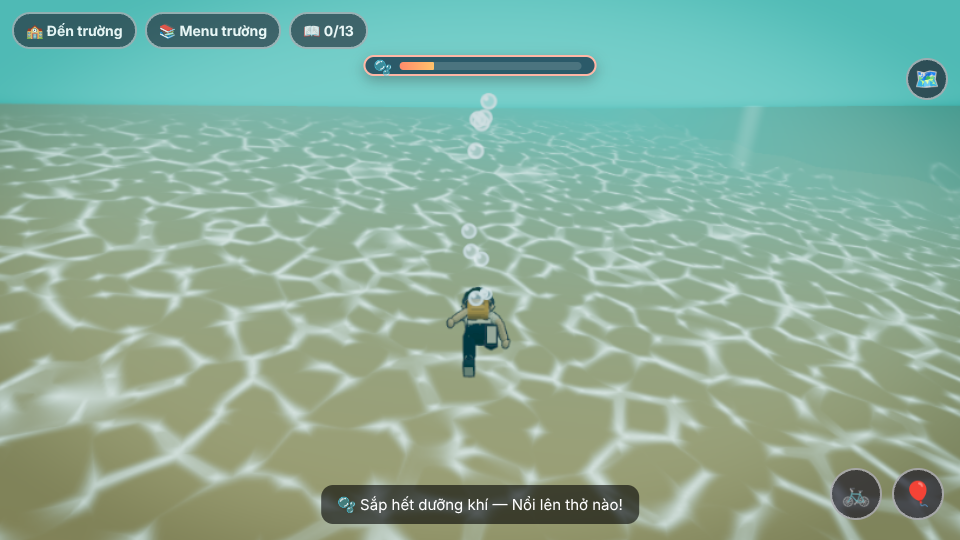 Đến trường
Menu trường
0/13
Sắp hết dưỡng khí — Nổi lên thở nào!